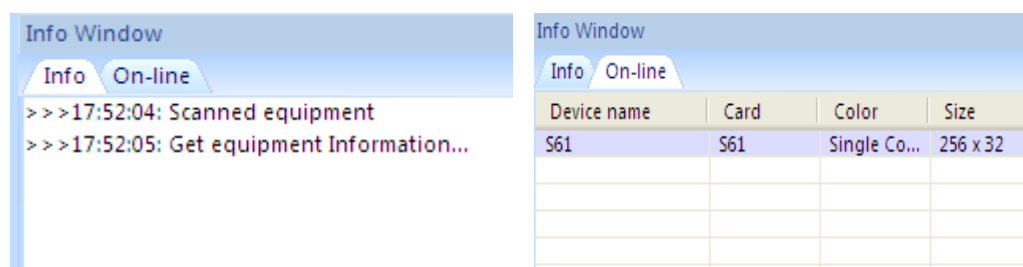 Info Window
Info On-line
>>>17:52:04: Scanned equipment
>>>17:52:05: Get equipment Information...
Info Window
Info On-line
Device name Card Color Size
S61 S61 Single Co... 256 x 32